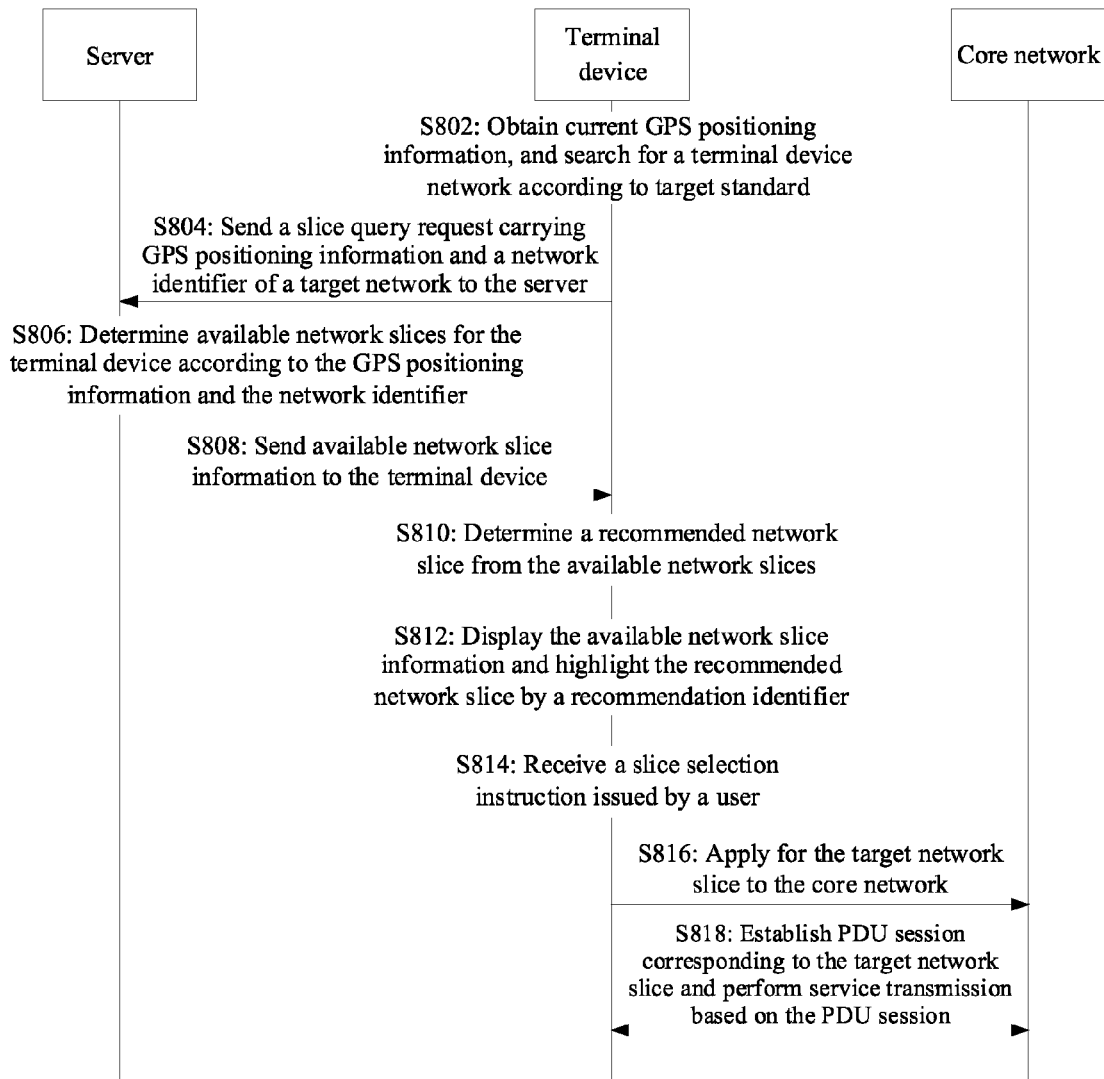 Server
Terminal
device
Core network
S802: Obtain current GPS positioning
information, and search for a terminal device
network according to target standard
S804: Send a slice query request carrying
GPS positioning information and a network
identifier of a target network to the server
S806: Determine available network slices for the
terminal device according to the GPS positioning
information and the network identifier
S808: Send available network slice
information to the terminal device
S810: Determine a recommended network
slice from the available network slices
S812: Display the available network slice
information and highlight the recommended
network slice by a recommendation identifier
S814: Receive a slice selection
instruction issued by a user
S816: Apply for the target network
slice to the core network
S818: Establish PDU session
corresponding to the target network
slice and perform service transmission
based on the PDU session